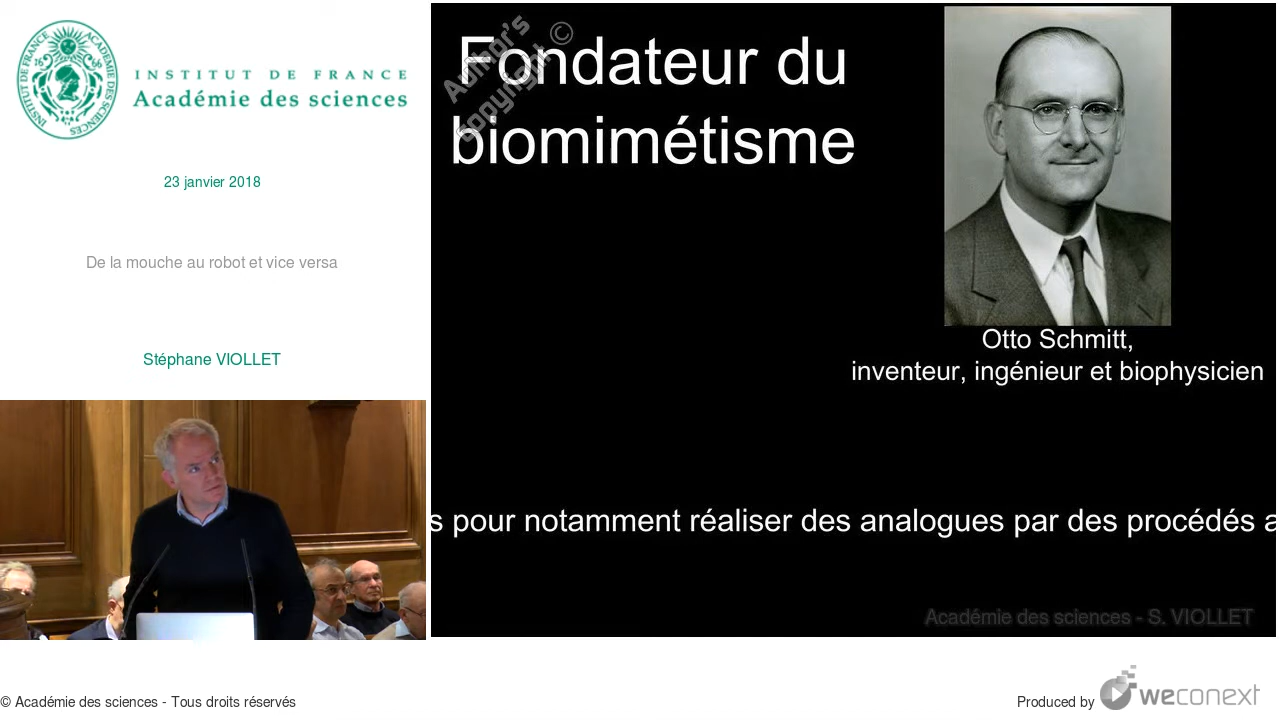 INSTITUT DE FRANCE
Académie des sciences
23 janvier 2018
De la mouche au robot et vice versa
Stéphane VIOLLET
Author's
Copyright ©
Fondateur du
biomimétisme
Otto Schmitt,
inventeur, ingénieur et biophysicien
s pour notamment réaliser des analogues par des procédés a
Académie des sciences - S. VIOLLET
© Académie des sciences - Tous droits réservés
Produced by weconext